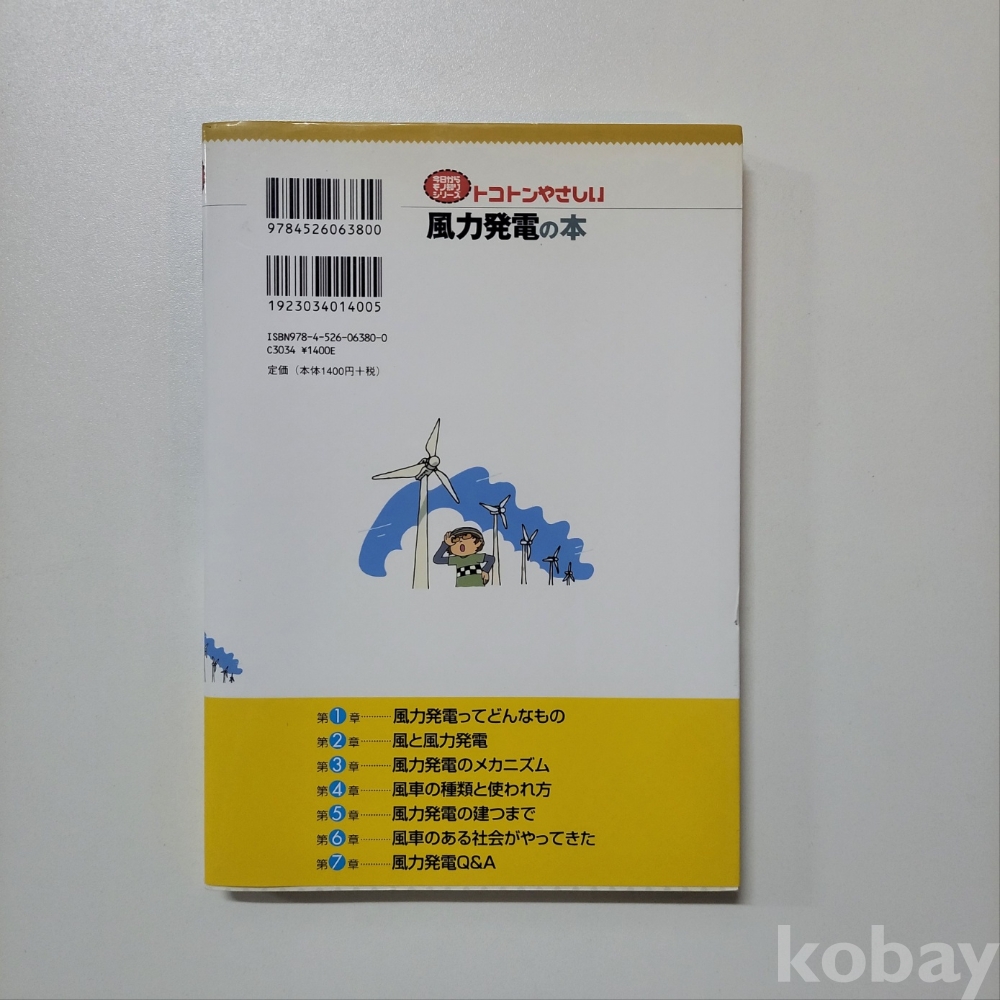 9784526063800
1923034014005
ISBN978-4-526-06380-0
C3034 ¥1400E
定価(本体1400円+税)
今日から
モノ知り
シリーズ
トコトンやさしい
風力発電の本
第1章…………風力発電ってどんなもの
第2章…………風と風力発電
第3章…………風力発電のメカニズム
第4章…………風車の種類と使われ方
第5章…………風力発電の建つまで
第6章…………風車のある社会がやってきた
第7章…………風力発電Q&A
kobay